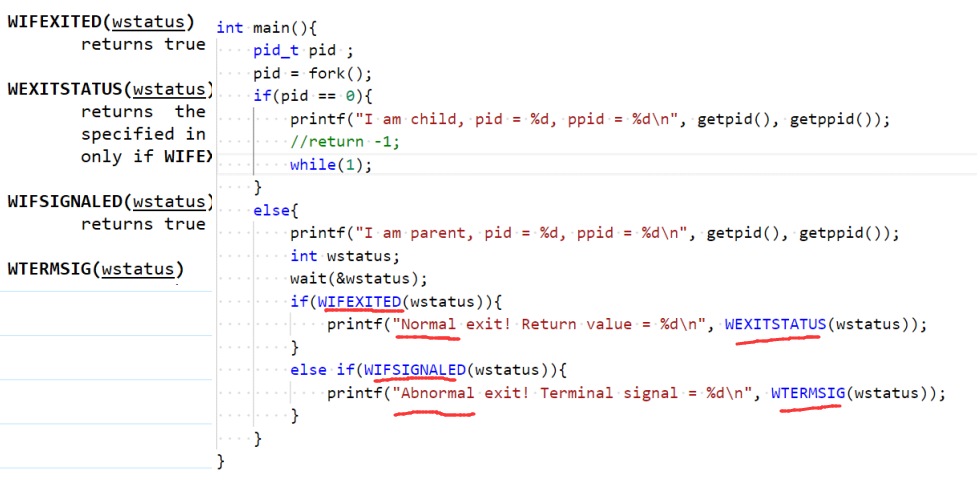 WIFEXITED(wstatus)
returns true
WEXITSTATUS(wstatus)
returns the
specified in
only if WIFEX
WIFSIGNALED(wstatus)
returns true
WTERMSIG(wstatus)
int main(){
pid_t pid ;
pid = fork();
if(pid == 0){
printf("I am child, pid = %d, ppid = %d\n", getpid(), getppid());
//return -1;
while(1);
}
else{
printf("I am parent, pid = %d, ppid = %d\n", getpid(), getppid());
int wstatus;
wait(&wstatus);
if(WIFEXITED(wstatus)){
printf("Normal exit! Return value = %d\n", WEXITSTATUS(wstatus));
}
else if(WIFSIGNALED(wstatus)){
printf("Abnormal exit! Terminal signal = %d\n", WTERMSIG(wstatus));
}
}
}